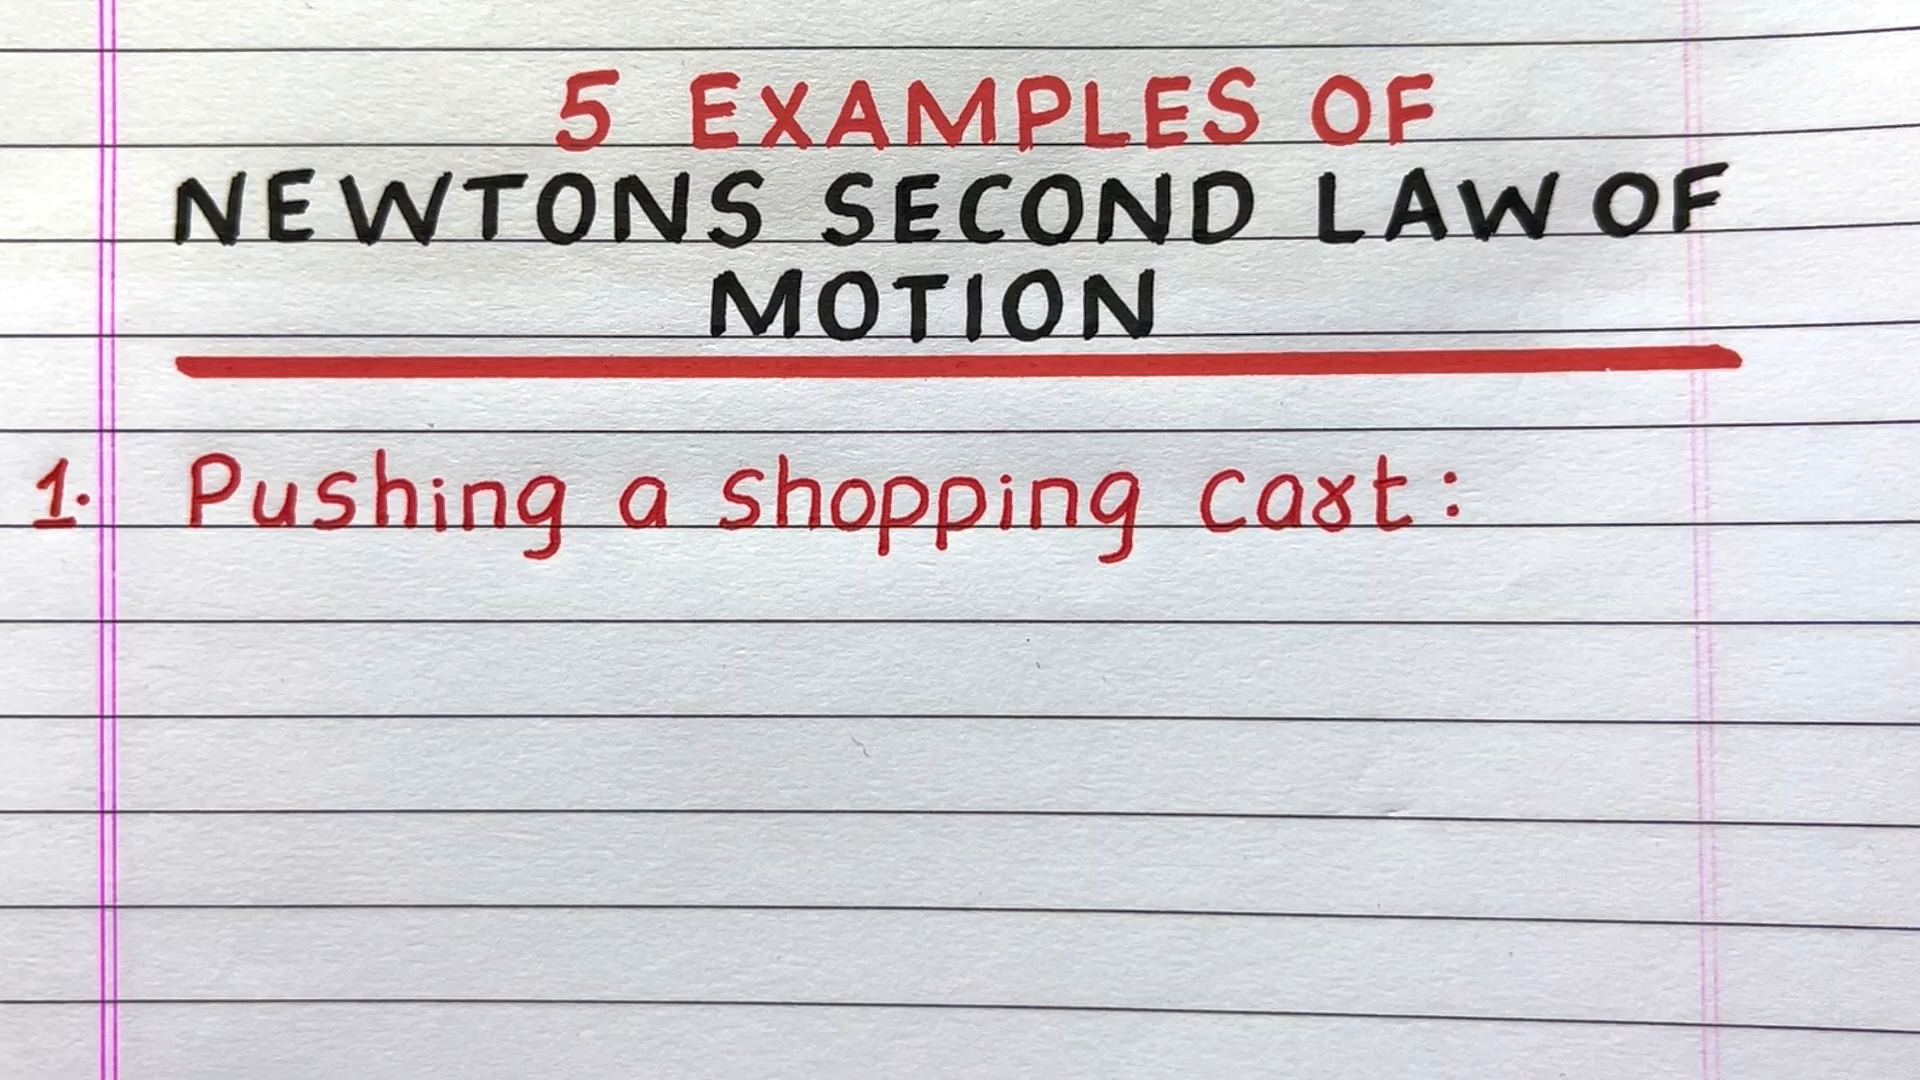 5 EXAMPLES OF
NEWTONS SECOND LAW OF
MOTION
1. Pushing a shopping cart: